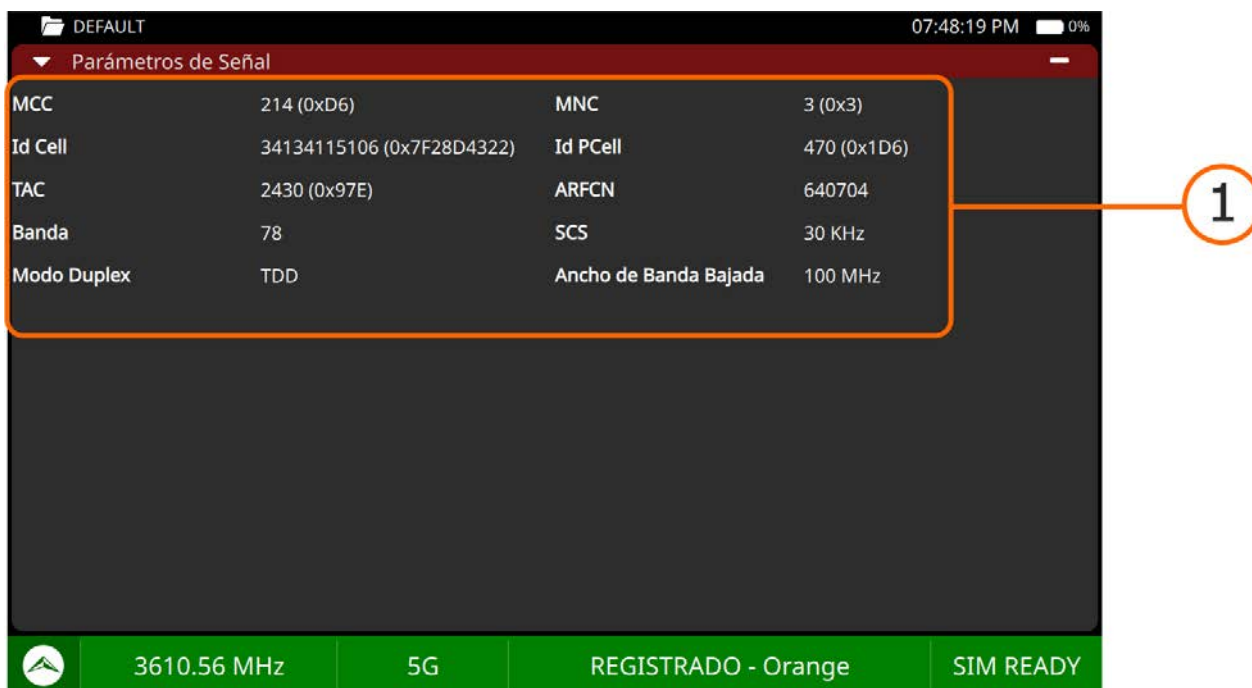 DEFAULT 07:48:19 PM 0%
Parámetros de Señal
MCC 214 (0xD6) MNC 3 (0x3)
Id Cell 34134115106 (0x7F28D4322) Id PCell 470 (0x1D6)
TAC 2430 (0x97E) ARFCN 640704
Banda 78 SCS 30 KHz
Modo Duplex TDD Ancho de Banda Bajada 100 MHz
1
3610.56 MHz 5G REGISTRADO - Orange SIM READY